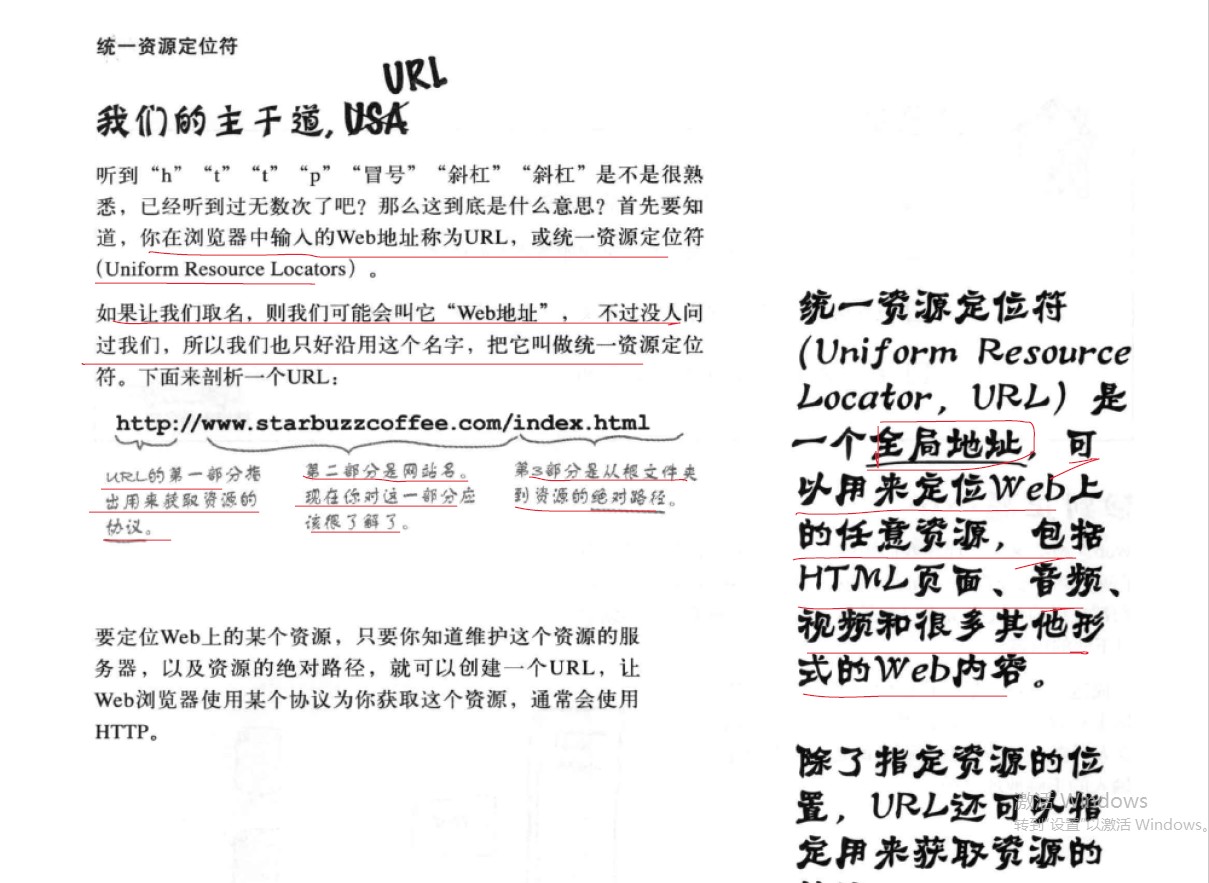 统一资源定位符
URL
我们的主干道, USA
听到“h”“t”“t”“p”“冒号”“斜杠”“斜杠”是不是很熟
悉，已经听到过无数次了吧？那么这到底是什么意思？首先要知
道，你在浏览器中输入的Web地址称为URL，或统一资源定位符
(Uniform Resource Locators) 。
如果让我们取名，则我们可能会叫它“Web地址”， 不过没人问
过我们，所以我们也只好沿用这个名字，把它叫做统一资源定位
符。下面来剖析一个URL：
http://www.starbuzzcoffee.com/index.html
URL的第一部分指
出用来获取资源的
协议。
第二部分是网站名。
现在你对这一部分应
该很了解了。
第3部分是从根文件夹
到资源的绝对路径。
要定位Web上的某个资源，只要你知道维护这个资源的服
务器，以及资源的绝对路径，就可以创建一个URL，让
Web浏览器使用某个协议为你获取这个资源，通常会使用
HTTP。
统一资源定位符
(Uniform Resource
Locator, URL) 是
一个全局地址，可
以用来定位Web上
的任意资源，包括
HTML页面、音频、
视频和很多其他形
式的Web内容。
除了指定资源的位
置，URL还可以指
定用来获取资源的
激活 Windows
转到“设置”以激活 Windows。